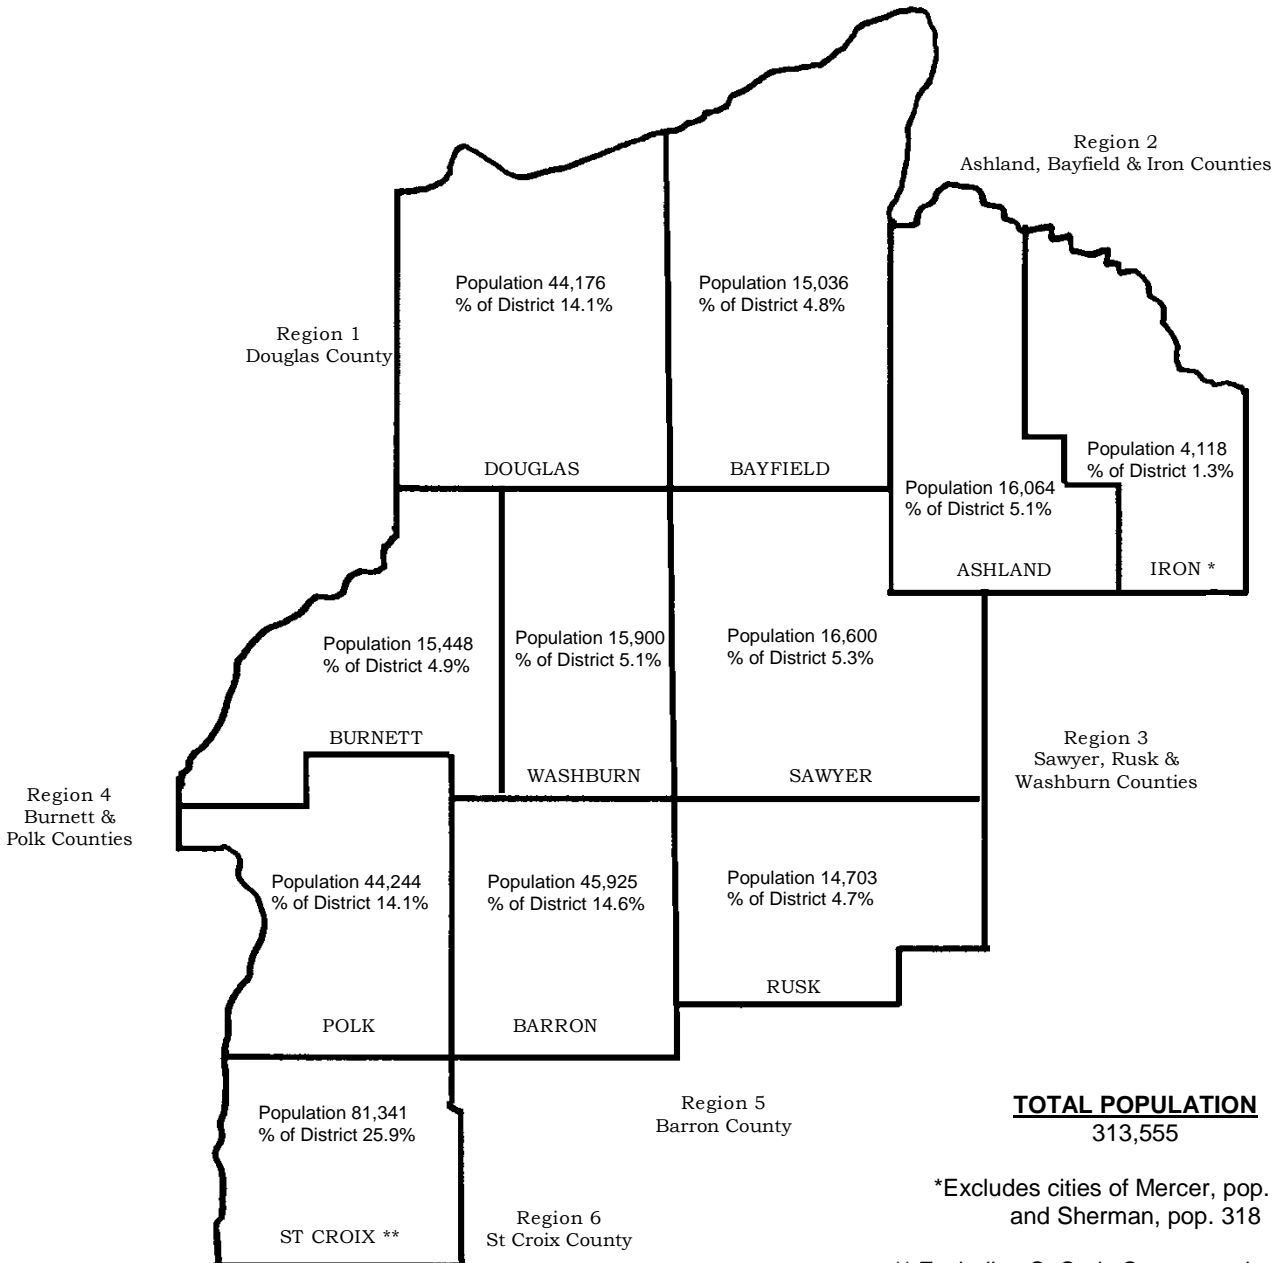 Region 2
Ashland, Bayfield & Iron Counties
Population 44,176
% of District 14.1%
Population 15,036
% of District 4.8%
Region 1
Douglas County
DOUGLAS
BAYFIELD
Population 4,118
% of District 1.3%
Population 16,064
% of District 5.1%
ASHLAND
IRON *
Population 15,448
% of District 4.9%
Population 15,900
% of District 5.1%
Population 16,600
% of District 5.3%
BURNETT
WASHBURN
SAWYER
Region 3
Sawyer, Rusk &
Washburn Counties
Region 4
Burnett &
Polk Counties
Population 44,244
% of District 14.1%
Population 45,925
% of District 14.6%
Population 14,703
% of District 4.7%
RUSK
POLK
BARRON
Population 81,341
% of District 25.9%
Region 5
Barron County
TOTAL POPULATION
313,555
*Excludes cities of Mercer, pop.
and Sherman, pop. 318
ST CROIX **
Region 6
St Croix County